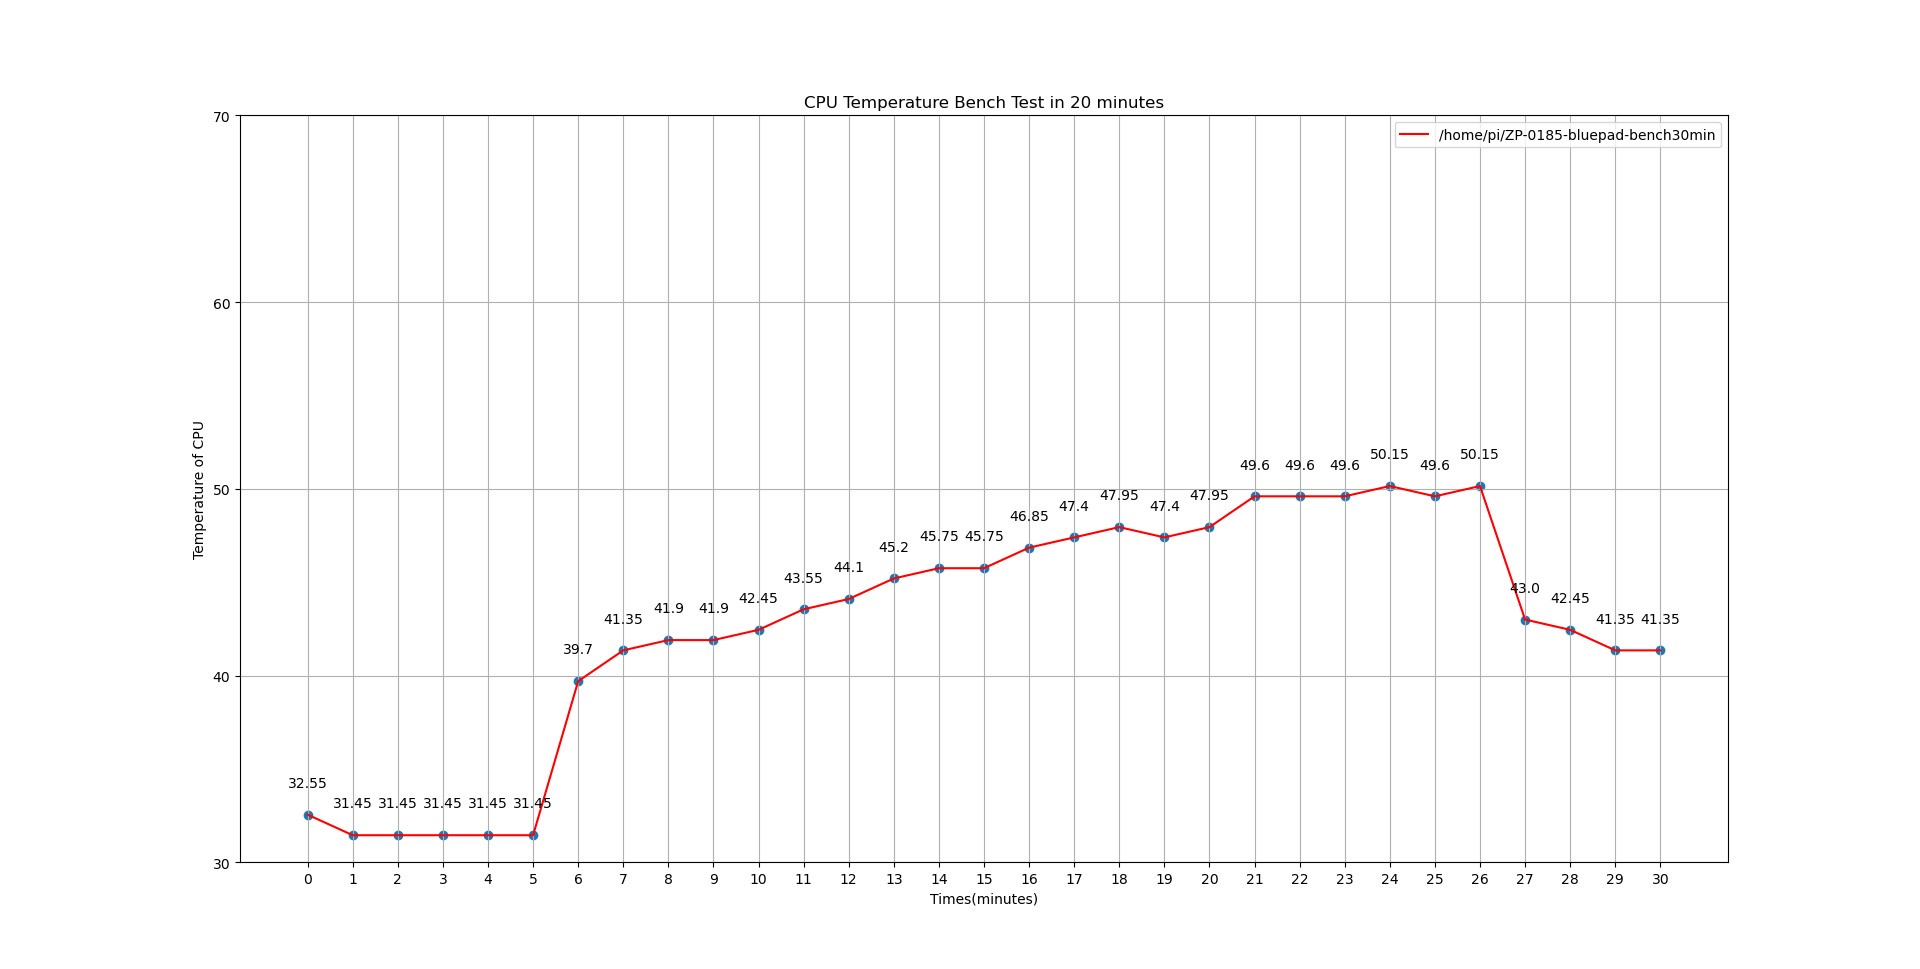 CPU Temperature Bench Test in 20 minutes
/home/pi/ZP-0185-bluepad-bench30min
70
60
50
40
30
Temperature of CPU
32.55 31.45 31.45 31.45 31.45 31.45 39.7 41.35 41.9 41.9 42.45 43.55 44.1 45.2 45.75 45.75 46.85 47.4 47.95 47.4 47.95 49.6 49.6 49.6 50.15 49.6 50.15 43.0 42.45 41.35 41.35
0 1 2 3 4 5 6 7 8 9 10 11 12 13 14 15 16 17 18 19 20 21 22 23 24 25 26 27 28 29 30
Times(minutes)